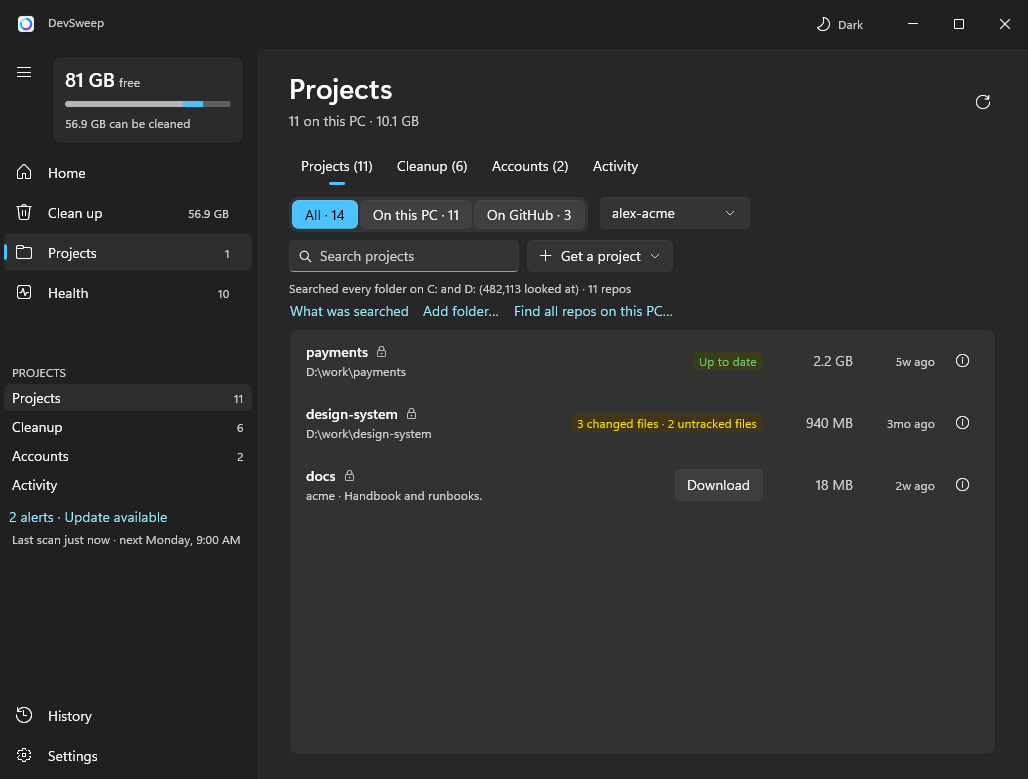 DevSweep
Dark
81 GB free
56.9 GB can be cleaned
Home
Clean up 56.9 GB
Projects 1
Health 10
PROJECTS
Projects 11
Cleanup 6
Accounts 2
Activity
2 alerts · Update available
Last scan just now · next Monday, 9:00 AM
History
Settings
Projects
11 on this PC · 10.1 GB
Projects (11) Cleanup (6) Accounts (2) Activity
All · 14 On this PC · 11 On GitHub · 3 alex-acme
Search projects Get a project
Searched every folder on C: and D: (482,113 looked at) · 11 repos
What was searched Add folder... Find all repos on this PC...
payments
D:\work\payments
Up to date 2.2 GB 5w ago
design-system
D:\work\design-system
3 changed files · 2 untracked files 940 MB 3mo ago
docs
acme · Handbook and runbooks.
Download 18 MB 2w ago